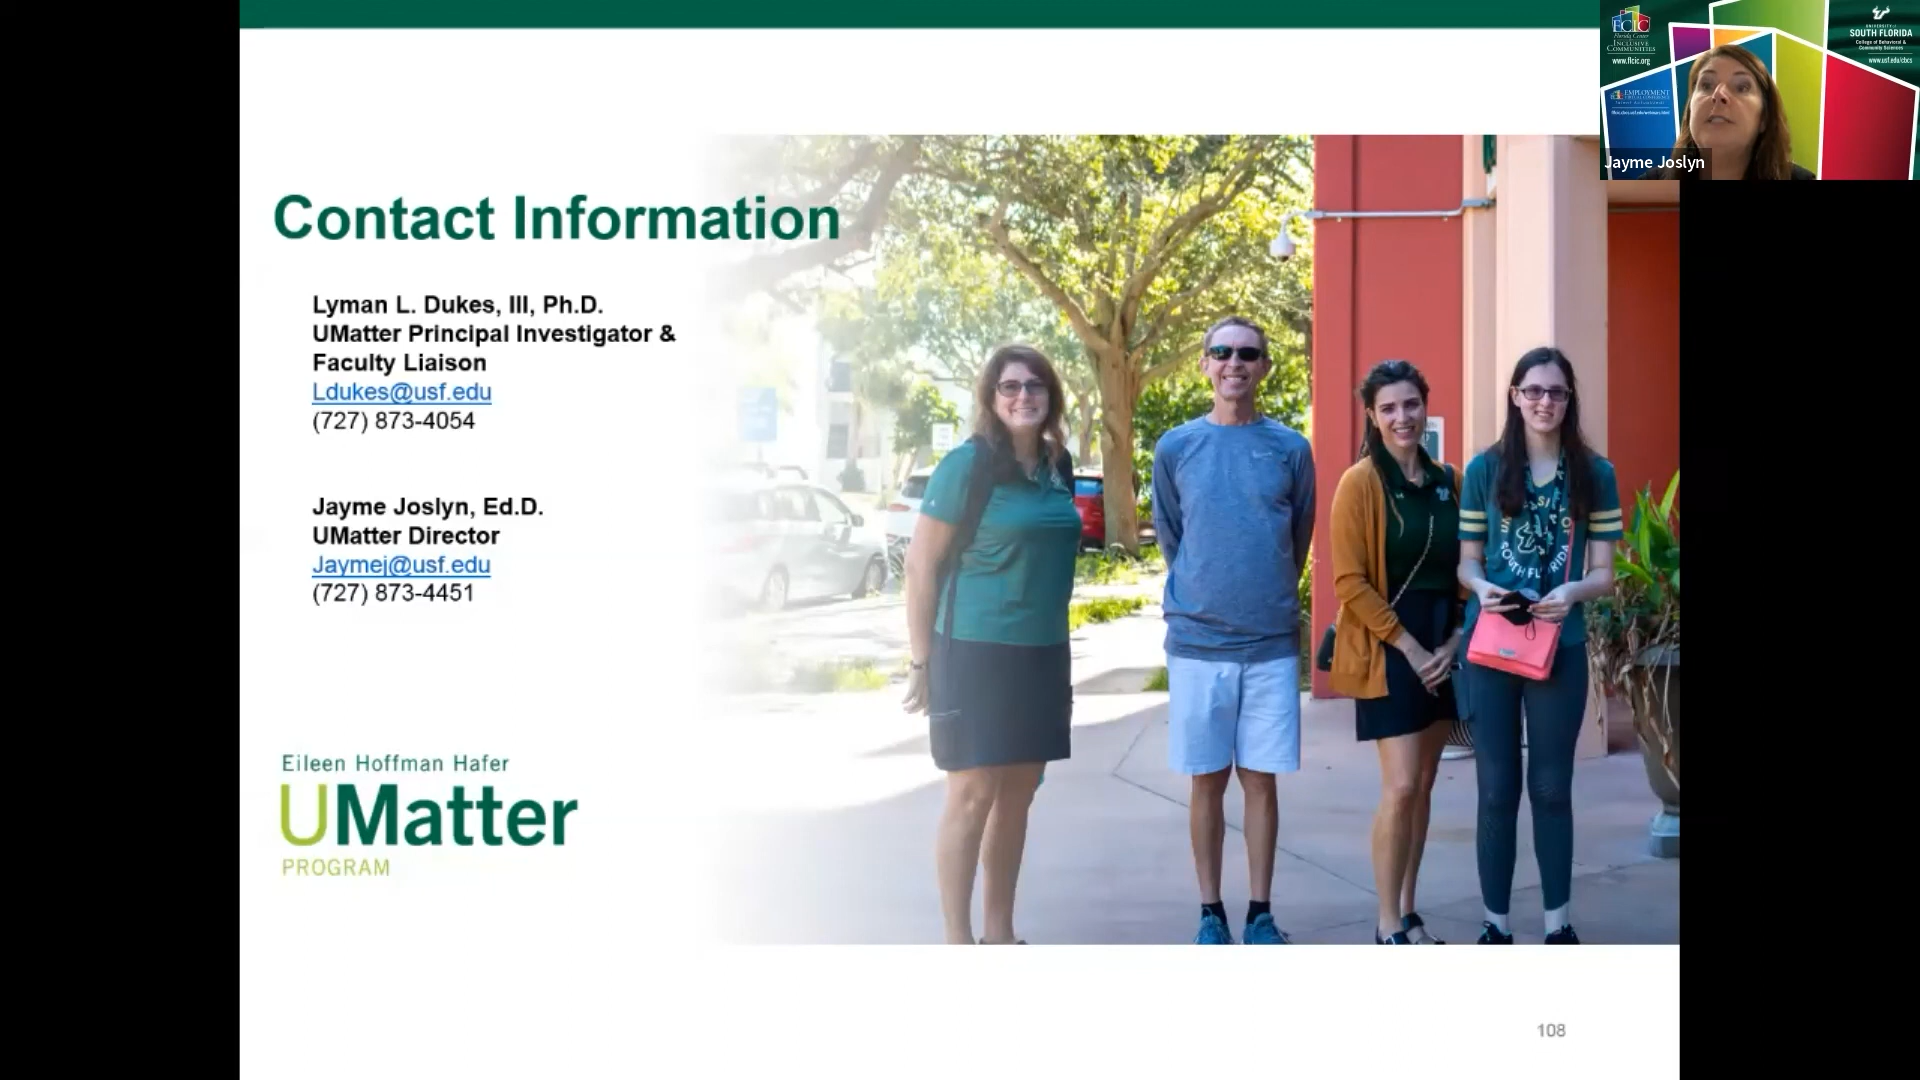 Contact Information
Lyman L. Dukes, III, Ph.D.
UMatter Principal Investigator &
Faculty Liaison
Ldukes@usf.edu
(727) 873-4054
Jayme Joslyn, Ed.D.
UMatter Director
Jaymej@usf.edu
(727) 873-4451
Eileen Hoffman Hafer
UMatter
PROGRAM
108
FCIC
Florida Center
INCLUSIVE
COMMUNITIES
www.flcic.org
EMPLOYMENT
UNIVERSITY of
SOUTH FLORIDA
College of Behavioral &
Community Sciences
www.usf.edu/cbcs
Jayme Joslyn
SOUTH FLORIDA